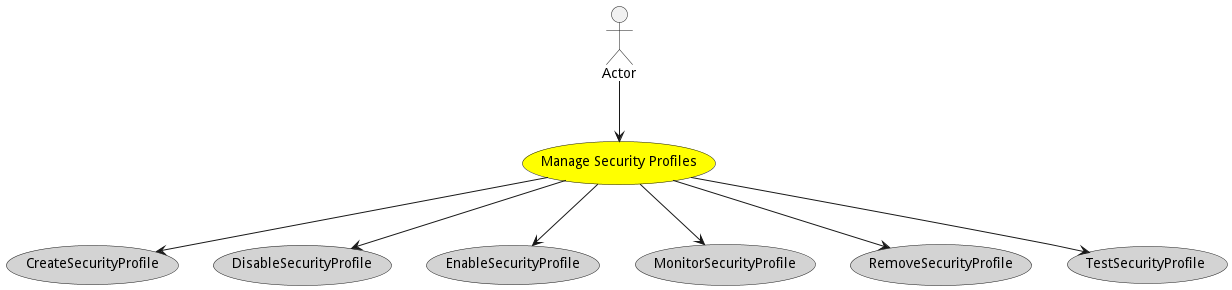 Actor
Manage Security Profiles
CreateSecurityProfile
DisableSecurityProfile
EnableSecurityProfile
MonitorSecurityProfile
RemoveSecurityProfile
TestSecurityProfile